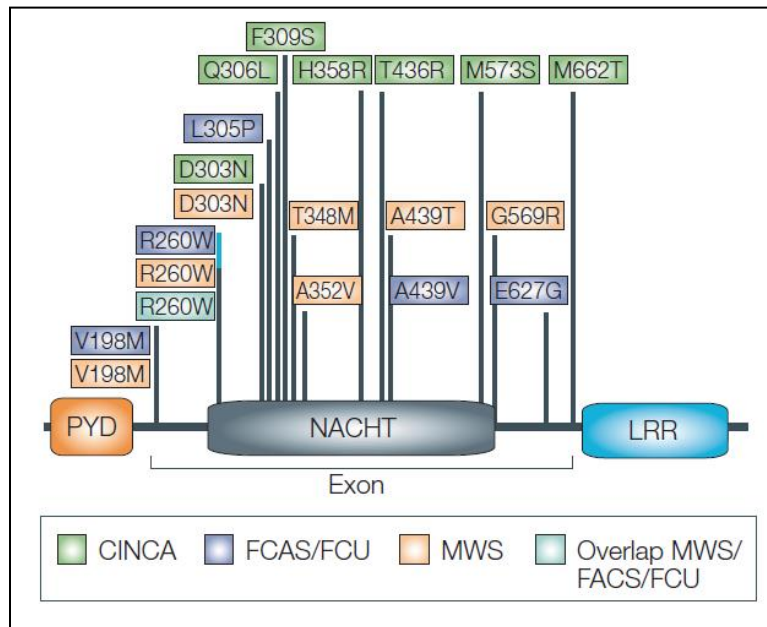 F309S
Q306L
H358R
T436R
M573S
M662T
L305P
D303N
D303N
T348M
A439T
G569R
R260W
R260W
A352V
A439V
E627G
R260W
V198M
V198M
PYD
NACHT
LRR
Exon
CINCA
FCAS/FCU
MWS
Overlap MWS/
FACS/FCU